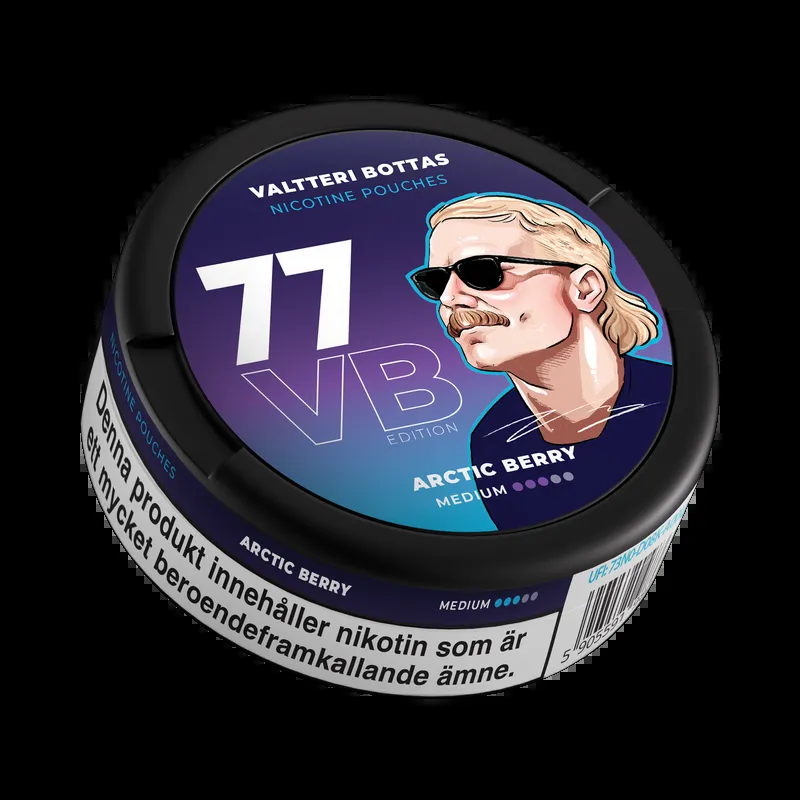 VALTTERI BOTTAS
NICOTINE POUCHES
77
VB
EDITION
ARCTIC BERRY
MEDIUM
NICOTINE POUCHES
Denna produkt innehåller nikotin som är
ett mycket beroendeframkallande ämne.
ARCTIC BERRY
MEDIUM